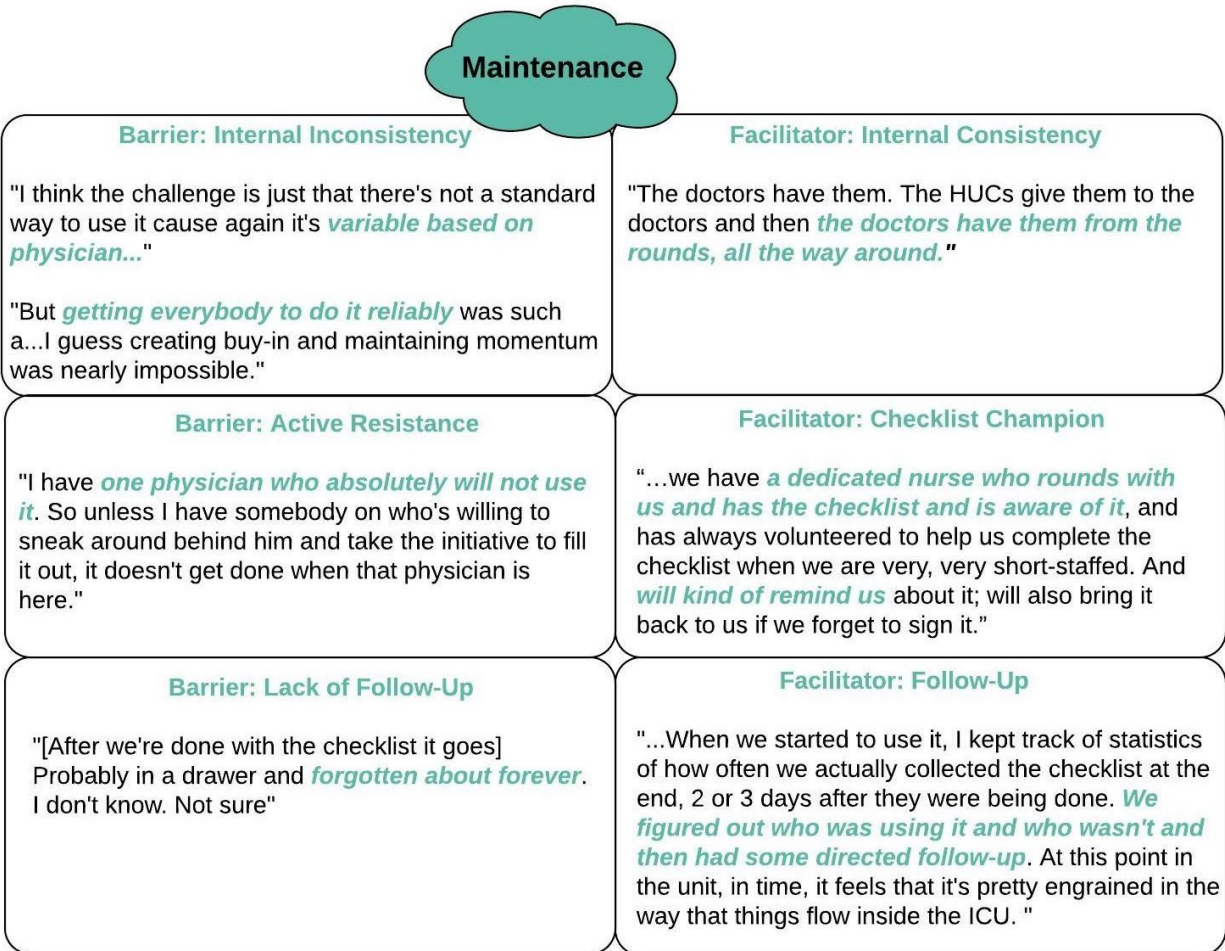 Maintenance
Barrier: Internal Inconsistency
"I think the challenge is just that there's not a standard
way to use it cause again it's variable based on
physician..."
"But getting everybody to do it reliably was such
a...I guess creating buy-in and maintaining momentum
was nearly impossible."
Facilitator: Internal Consistency
"The doctors have them. The HUCs give them to the
doctors and then the doctors have them from the
rounds, all the way around."
Barrier: Active Resistance
"I have one physician who absolutely will not use
it. So unless I have somebody on who's willing to
sneak around behind him and take the initiative to fill
it out, it doesn't get done when that physician is
here."
Facilitator: Checklist Champion
“…we have a dedicated nurse who rounds with
us and has the checklist and is aware of it, and
has always volunteered to help us complete the
checklist when we are very, very short-staffed. And
will kind of remind us about it; will also bring it
back to us if we forget to sign it.”
Barrier: Lack of Follow-Up
"[After we're done with the checklist it goes]
Probably in a drawer and forgotten about forever.
I don't know. Not sure"
Facilitator: Follow-Up
"...When we started to use it, I kept track of statistics
of how often we actually collected the checklist at the
end, 2 or 3 days after they were being done. We
figured out who was using it and who wasn't and
then had some directed follow-up. At this point in
the unit, in time, it feels that it's pretty engrained in the
way that things flow inside the ICU. "